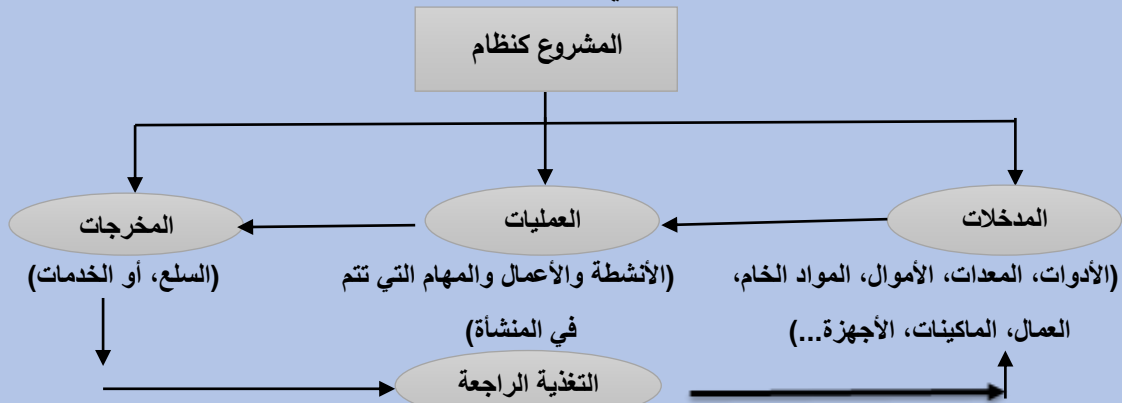 المشروع كنظام
المدخلات
العمليات
المخرجات
(الأدوات، المعدات، الأموال، المواد الخام،
العمال، الماكينات، الأجهزة...)
(الأنشطة والأعمال والمهام التي تتم
في المنشأة)
(السلع، أو الخدمات)
التغذية الراجعة